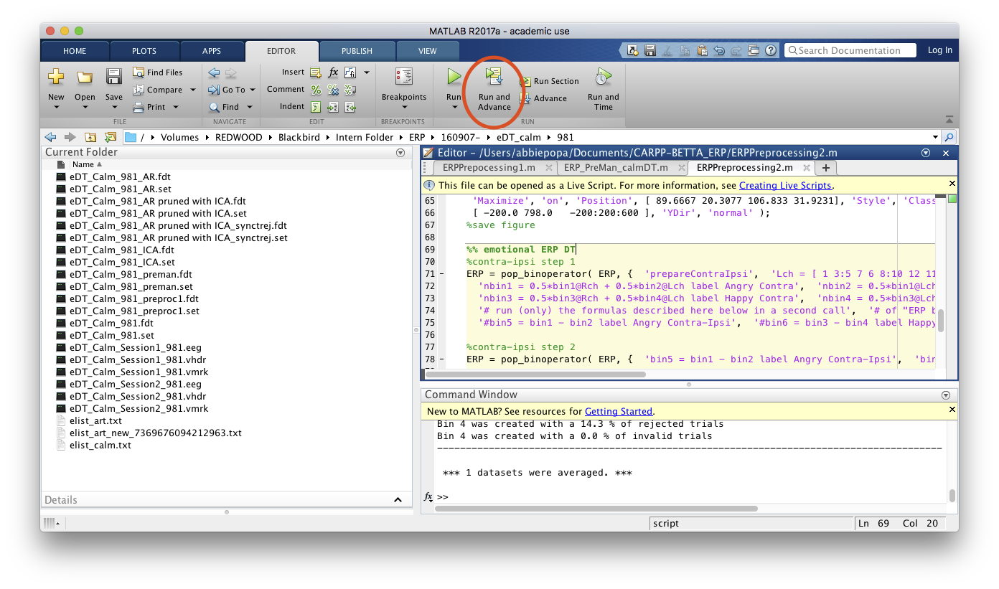 MATLAB R2017a - academic use
HOME PLOTS APPS EDITOR PUBLISH VIEW
Search Documentation Log In
New Open Save Find Files Compare Print
FILE
Go To Find
NAVIGATE
Insert fx
Comment
Indent
EDIT
Breakpoints
BREAKPOINTS
Run Run and Advance Run Section Advance Run and Time
RUN
/ Volumes REDWOOD Blackbird Intern Folder ERP 160907- eDT_calm 981
Current Folder
Name
eDT_Calm_981_AR.fdt
eDT_Calm_981_AR.set
eDT_Calm_981_AR pruned with ICA.fdt
eDT_Calm_981_AR pruned with ICA.set
eDT_Calm_981_AR pruned with ICA_synctrej.fdt
eDT_Calm_981_AR pruned with ICA_synctrej.set
eDT_Calm_981_ICA.fdt
eDT_Calm_981_ICA.set
eDT_Calm_981_preman.fdt
eDT_Calm_981_preman.set
eDT_Calm_981_preproc1.fdt
eDT_Calm_981_preproc1.set
eDT_Calm_981.fdt
eDT_Calm_981.set
eDT_Calm_Session1_981.eeg
eDT_Calm_Session1_981.vhdr
eDT_Calm_Session1_981.vmrk
eDT_Calm_Session2_981.eeg
eDT_Calm_Session2_981.vhdr
eDT_Calm_Session2_981.vmrk
elist_art.txt
elist_art_new_7369676094212963.txt
elist_calm.txt
Details
Editor - /Users/abbiepopa/Documents/CARPP-BETTA_ERP/ERPPreprocessing2.m
ERPPrepocessing1.m ERP_PreMan_calmDT.m ERPPreprocessing2.m
This file can be opened as a Live Script. For more information, see Creating Live Scripts.
65 'Maximize', 'on', 'Position', [ 89.6667 20.3077 106.833 31.9231], 'Style', 'Clas
66 [ -200.0 798.0 -200:200:600 ], 'YDir', 'normal' );
67 %save figure
68
69 %% emotional ERP DT
70 %contra-ipsi step 1
71 - ERP = pop_binoperator( ERP, { 'prepareContraIpsi', 'Lch = [ 1 3:5 7 6 8:10 12 11
72 'nbin1 = 0.5*bin1@Rch + 0.5*bin2@Lch label Angry Contra', 'nbin2 = 0.5*bin1@Lch
73 'nbin3 = 0.5*bin3@Rch + 0.5*bin4@Lch label Happy Contra', 'nbin4 = 0.5*bin3@Lch
74 '# run (only) the formulas described here below in a second call', '# of "ERP b
75 '#bin5 = bin1 - bin2 label Angry Contra-Ipsi', '#bin6 = bin3 - bin4 label Happy
76
77 %contra-ipsi step 2
78 - ERP = pop_binoperator( ERP, { 'bin5 = bin1 - bin2 label Angry Contra-Ipsi', 'bin
Command Window
New to MATLAB? See resources for Getting Started.
Bin 4 was created with a 14.3 % of rejected trials
Bin 4 was created with a 0.0 % of invalid trials
----------------------------------------------------------------------------------------
*** 1 datasets were averaged. ***
fx >>
script Ln 69 Col 20